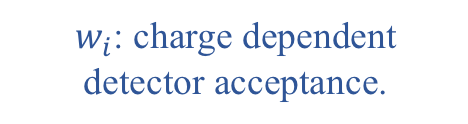 wᵢ: charge dependent
detector acceptance.